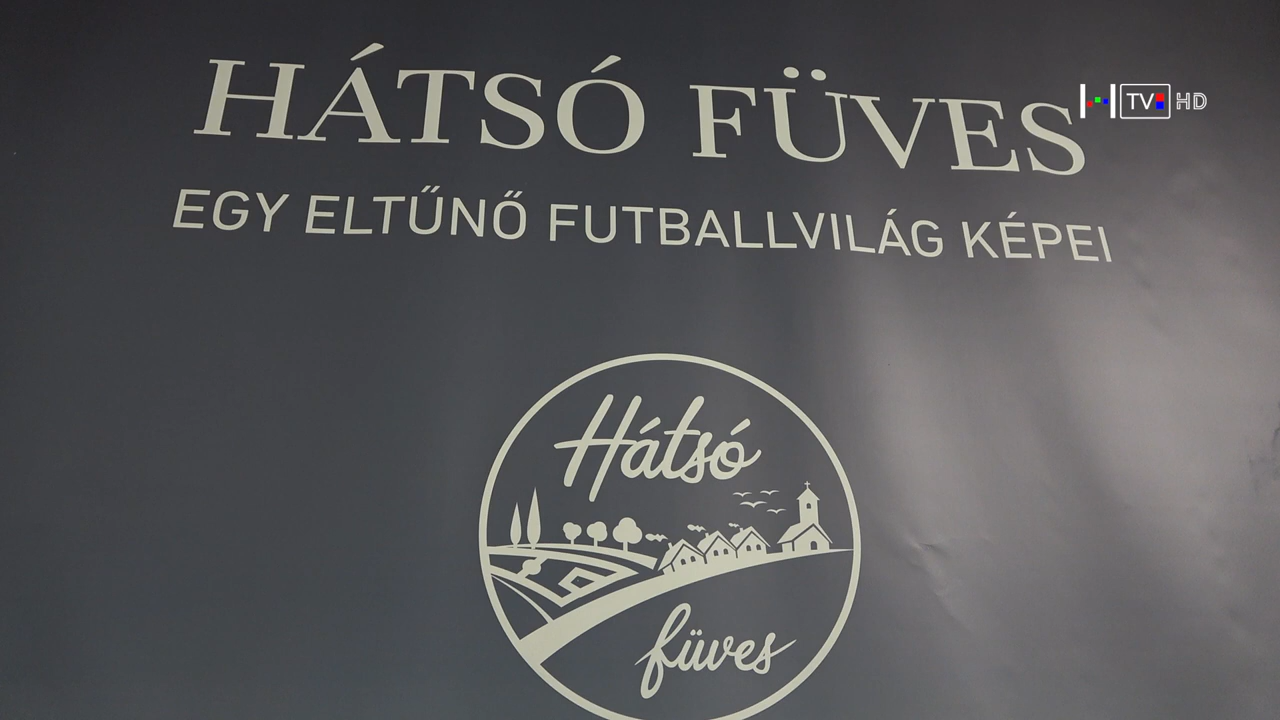 HÁTSÓ FÜVES
TV HD
EGY ELTŰNŐ FUTBALLVILÁG KÉPEI
Hátsó
füves